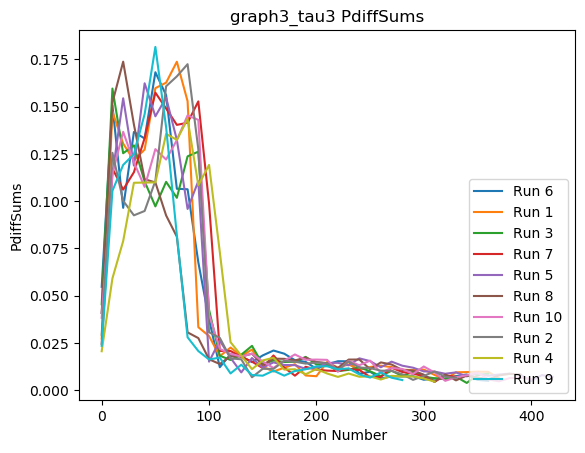 graph3_tau3 PdiffSums
PdiffSums
0.175
0.150
0.125
0.100
0.075
0.050
0.025
0.000
Run 6
Run 1
Run 3
Run 7
Run 5
Run 8
Run 10
Run 2
Run 4
Run 9
0
100
200
300
400
Iteration Number